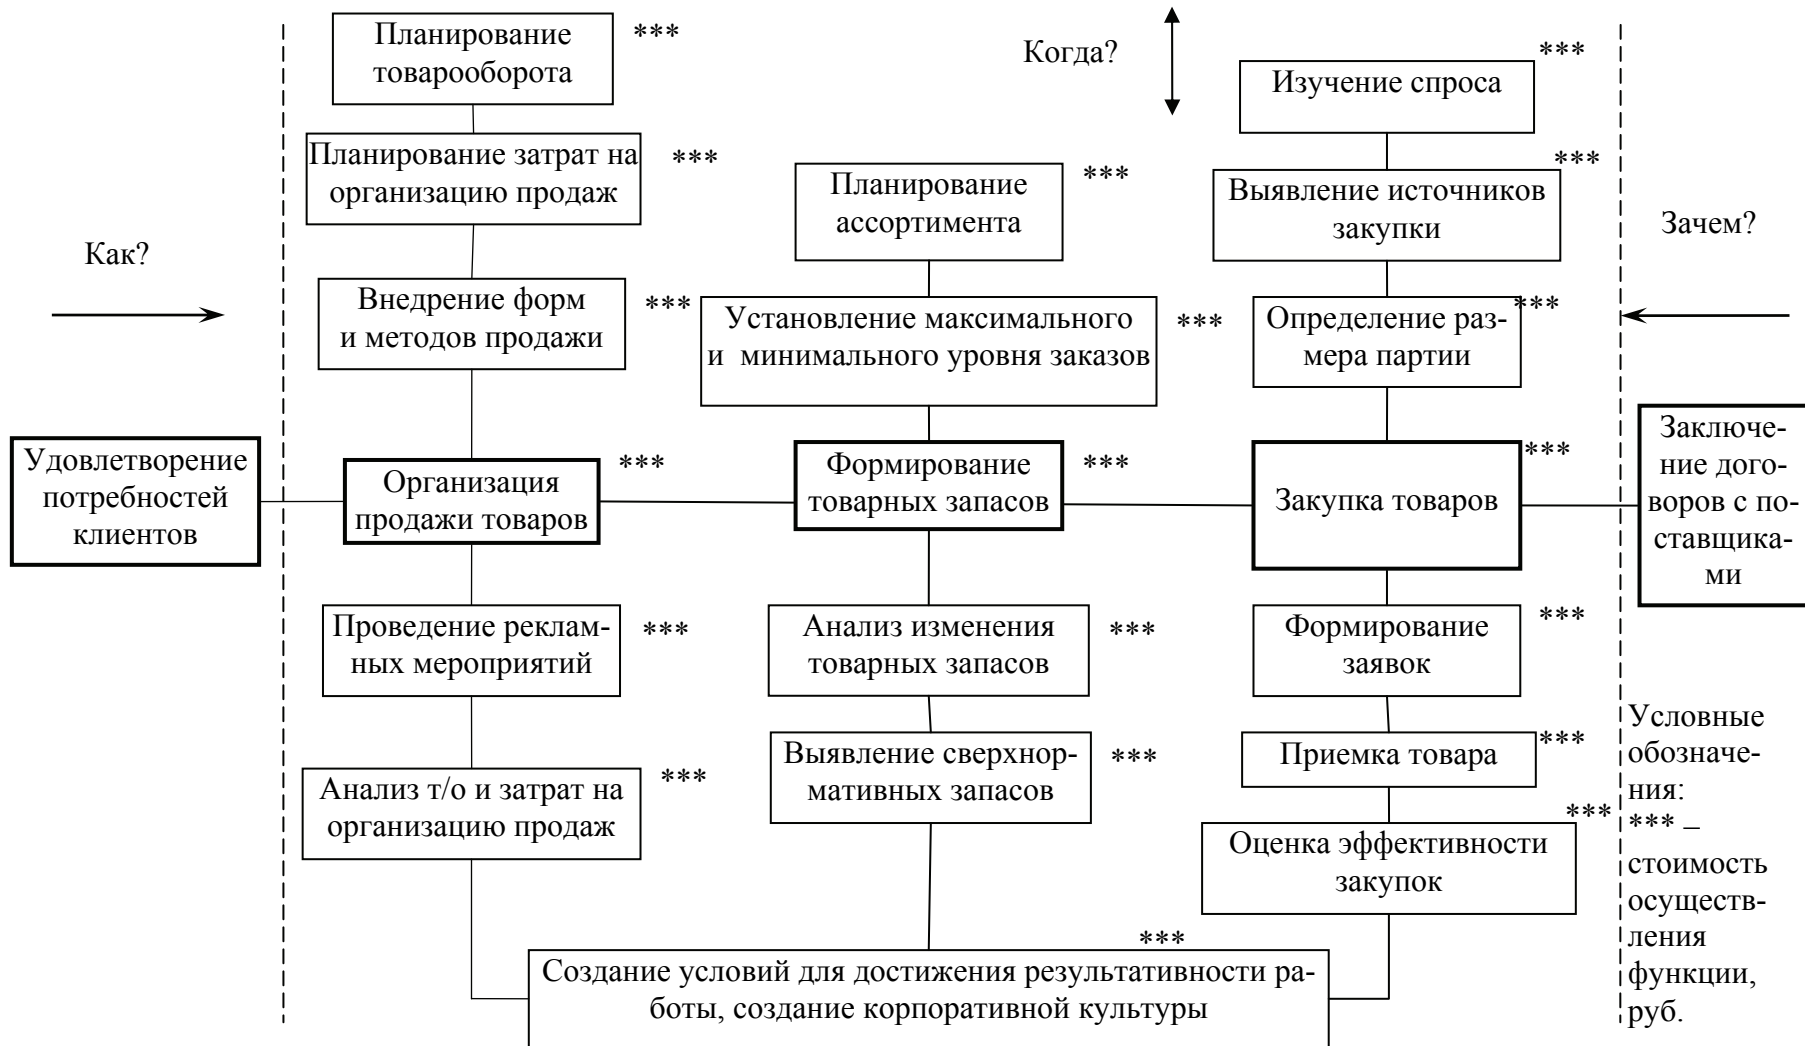 Планирование
товарооборота
***
Планирование затрат на
организацию продаж
***
Внедрение форм
и методов продажи
***
Как?
Удовлетворение
потребностей
клиентов
Организация
продажи товаров
***
Проведение реклам-
ных мероприятий
***
Анализ т/о и затрат на
организацию продаж
***
Когда?
Планирование
ассортимента
***
Установление максимального
и минимального уровня заказов
***
Формирование
товарных запасов
***
Анализ изменения
товарных запасов
***
Выявление сверхнор-
мативных запасов
***
Изучение спроса
***
Выявление источников
закупки
***
Определение раз-
мера партии
***
Закупка товаров
***
Формирование
заявок
***
Приемка товара
***
Оценка эффективности
закупок
***
Создание условий для достижения результативности ра-
боты, создание корпоративной культуры
***
Зачем?
Заключе-
ние дого-
воров с по-
ставщика-
ми
Условные
обозначе-
ния:
*** –
стоимость
осуществ-
ления
функции,
руб.